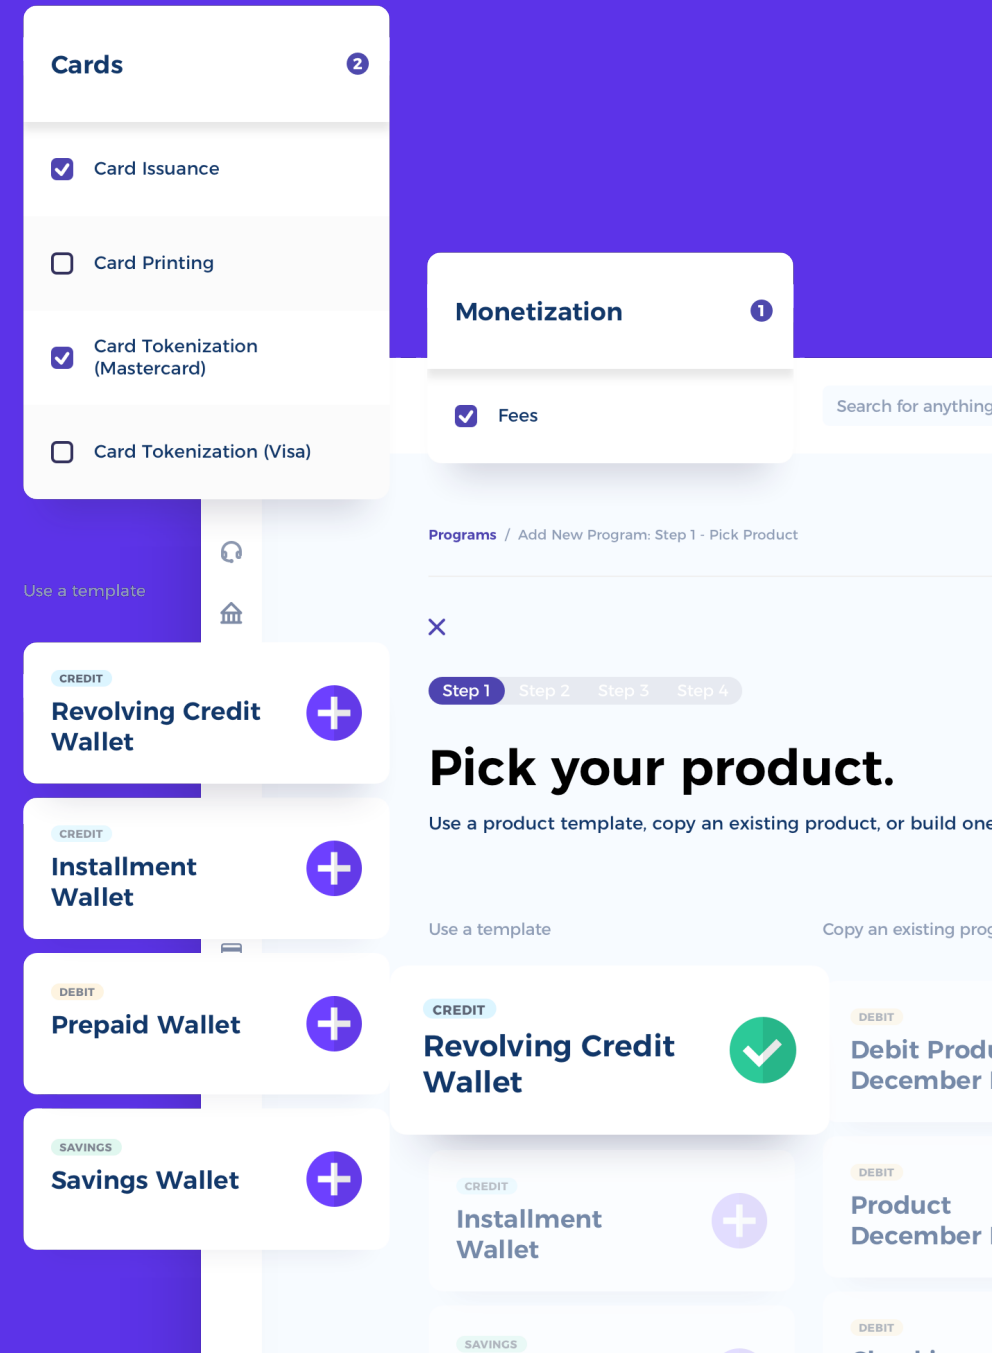 Cards
2
Card Issuance
Card Printing
Card Tokenization
(Mastercard)
Card Tokenization (Visa)
Monetization
1
Fees
Search for anything
Programs / Add New Program: Step 1 - Pick Product
Step 1
Step 2
Step 3
Step 4
Pick your product.
Use a product template, copy an existing product, or build one
Use a template
CREDIT
Revolving Credit
Wallet
CREDIT
Installment
Wallet
DEBIT
Prepaid Wallet
SAVINGS
Savings Wallet
Use a template
CREDIT
Revolving Credit
Wallet
CREDIT
Installment
Wallet
SAVINGS
Copy an existing
DEBIT
Debit
December
DEBIT
Product
December
DEBIT